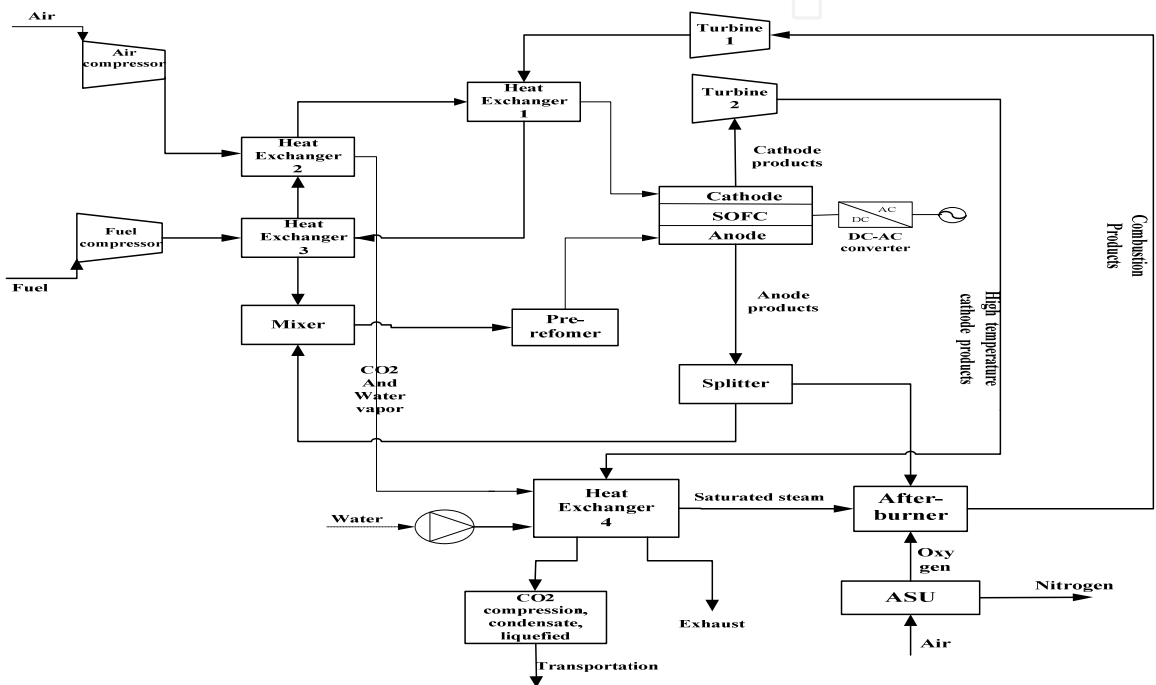 Air
Air
compressor
Turbine
1
Heat
Exchanger
1
Turbine
2
Heat
Exchanger
2
Cathode
products
Cathode
SOFC
Anode
AC
DC
DC-AC
converter
Fuel
compressor
Heat
Exchanger
3
Fuel
Combustion
Products
Anode
products
High temperature
cathode products
Mixer
Pre-
refomer
CO2
And
Water
vapor
Splitter
Heat
Exchanger
4
Saturated steam
After-
burner
Water
Oxy
gen
Nitrogen
ASU
CO2
compression,
condensate,
liquefied
Exhaust
Air
Transportation